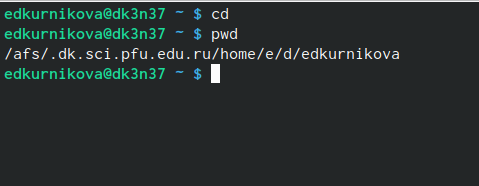 edkurnikova@dk3n37 ~ $ cd
edkurnikova@dk3n37 ~ $ pwd
/afs/.dk.sci.pfu.edu.ru/home/e/d/edkurnikova
edkurnikova@dk3n37 ~ $